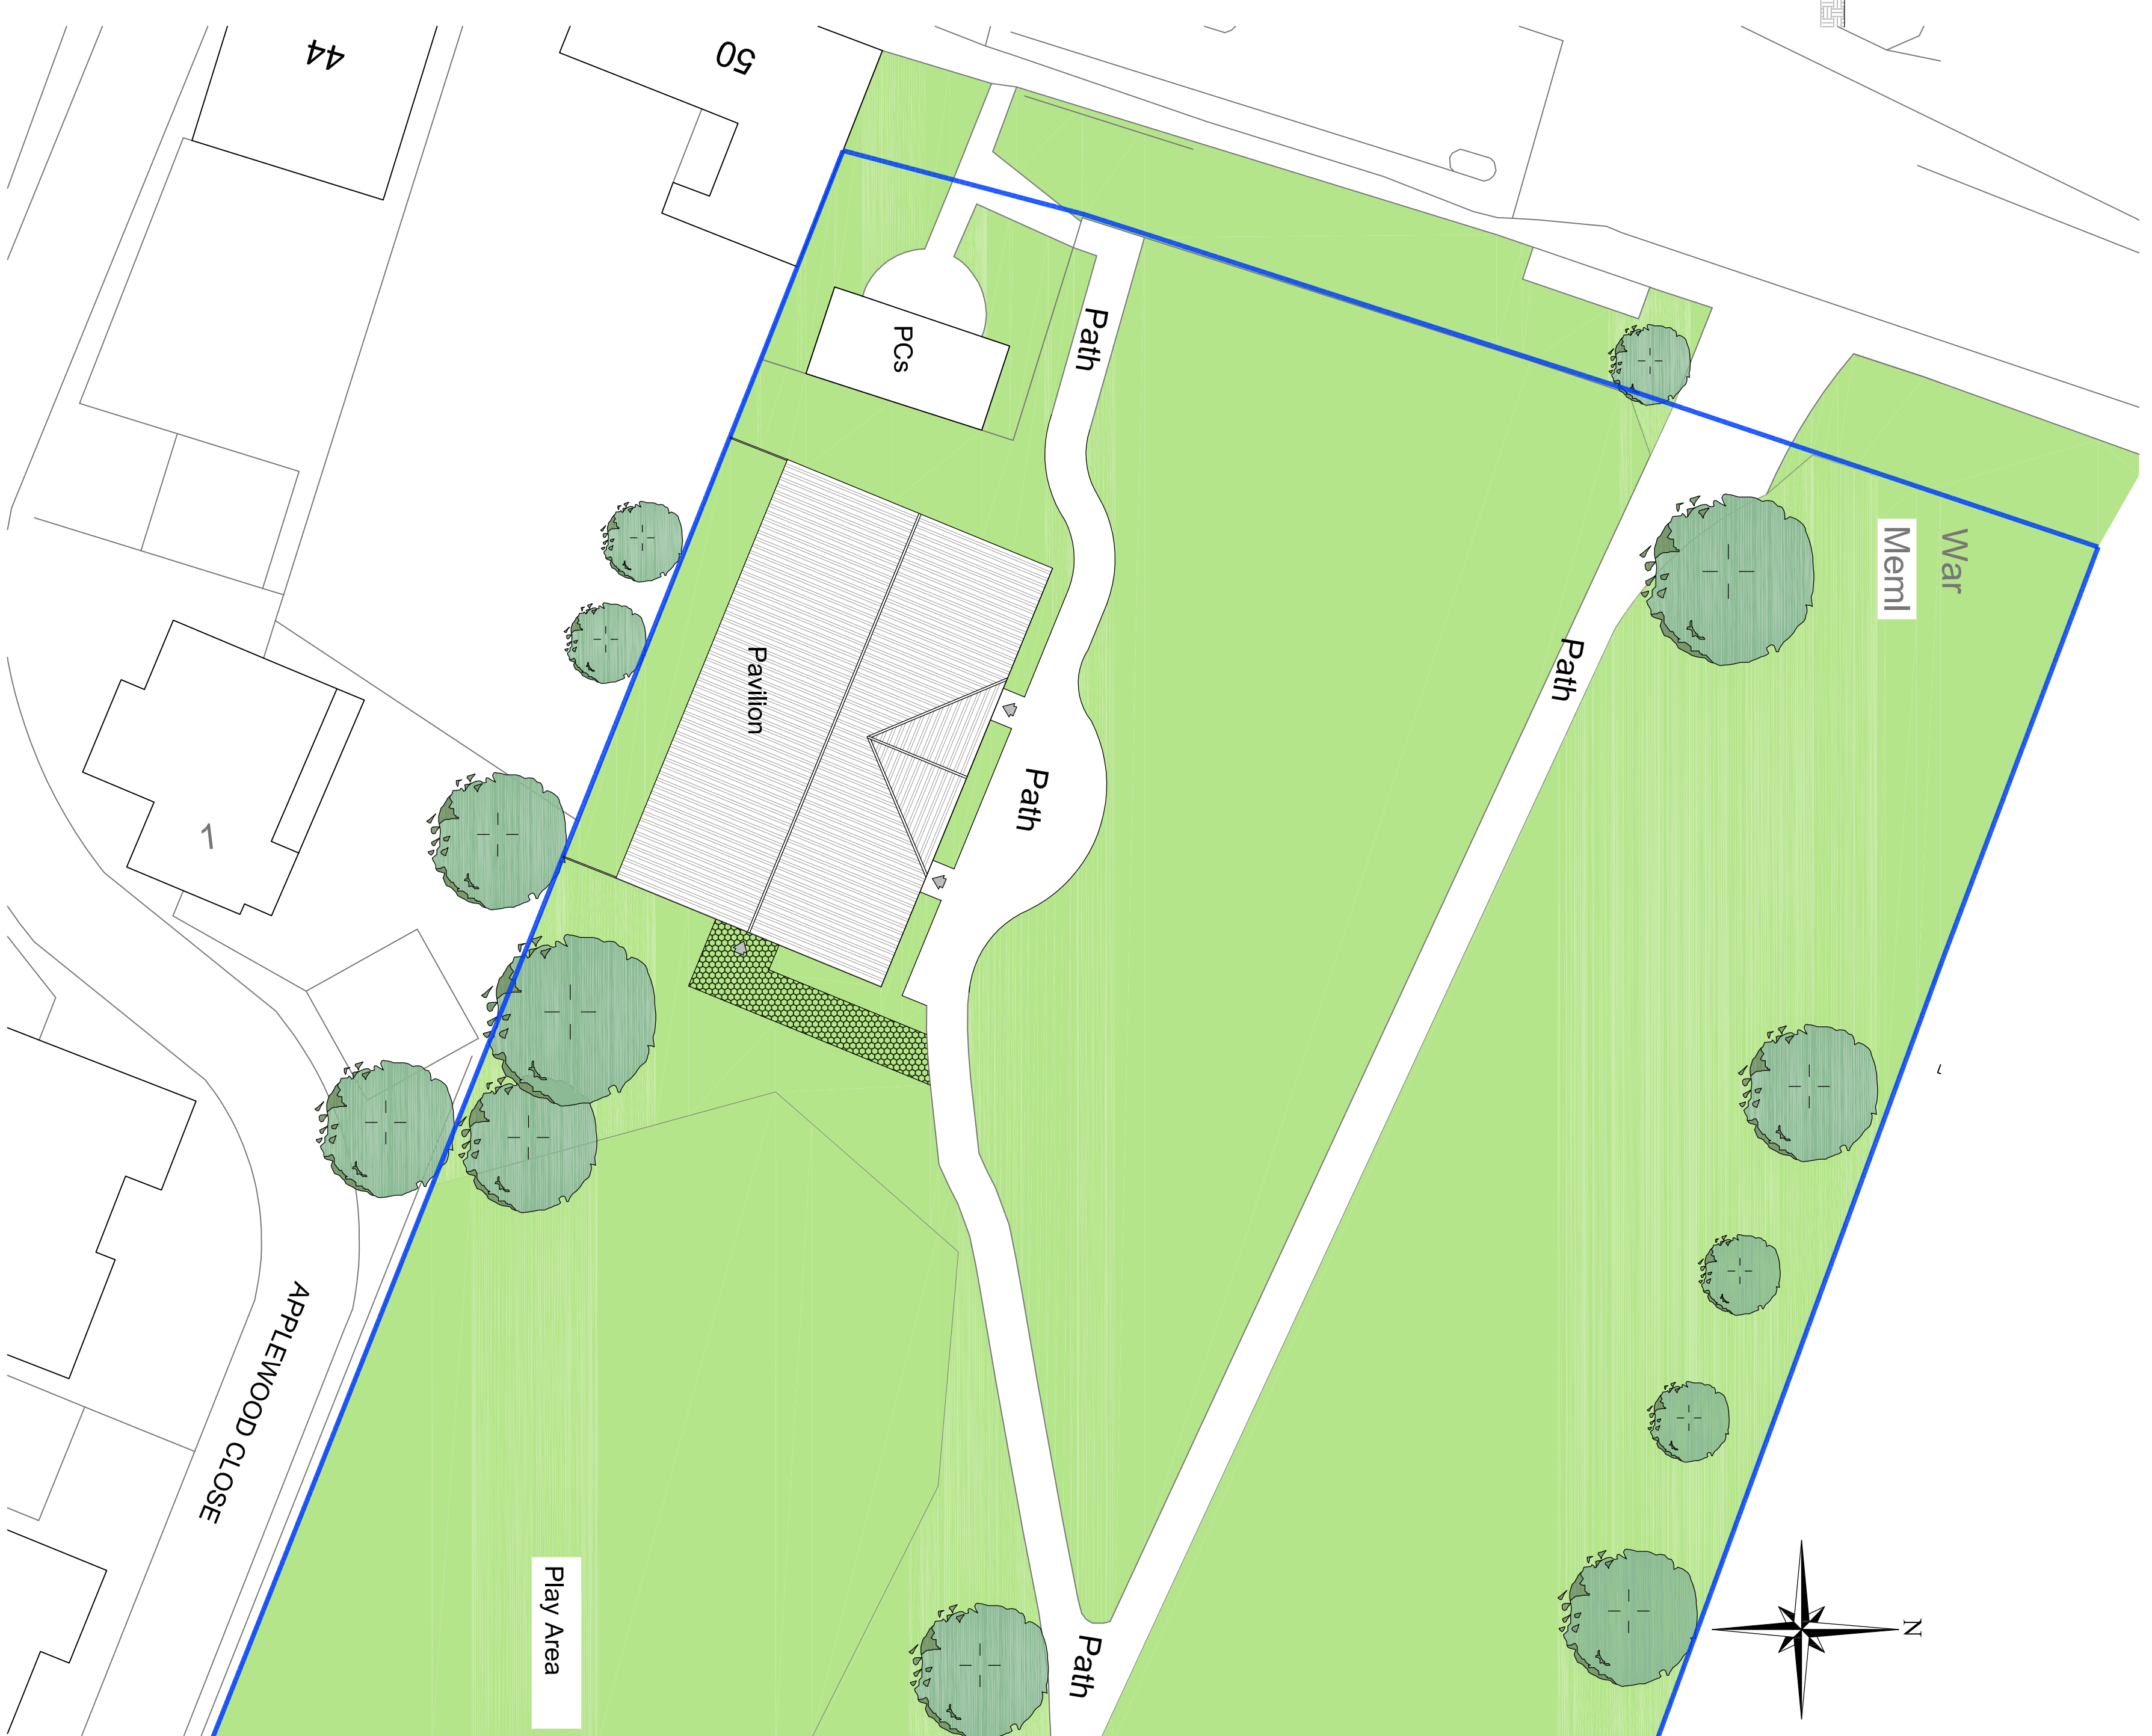 44
50
PCs
Path
War
Meml
Path
Pavilion
Path
1
APPLEWOOD CLOSE
Play Area
Path
N